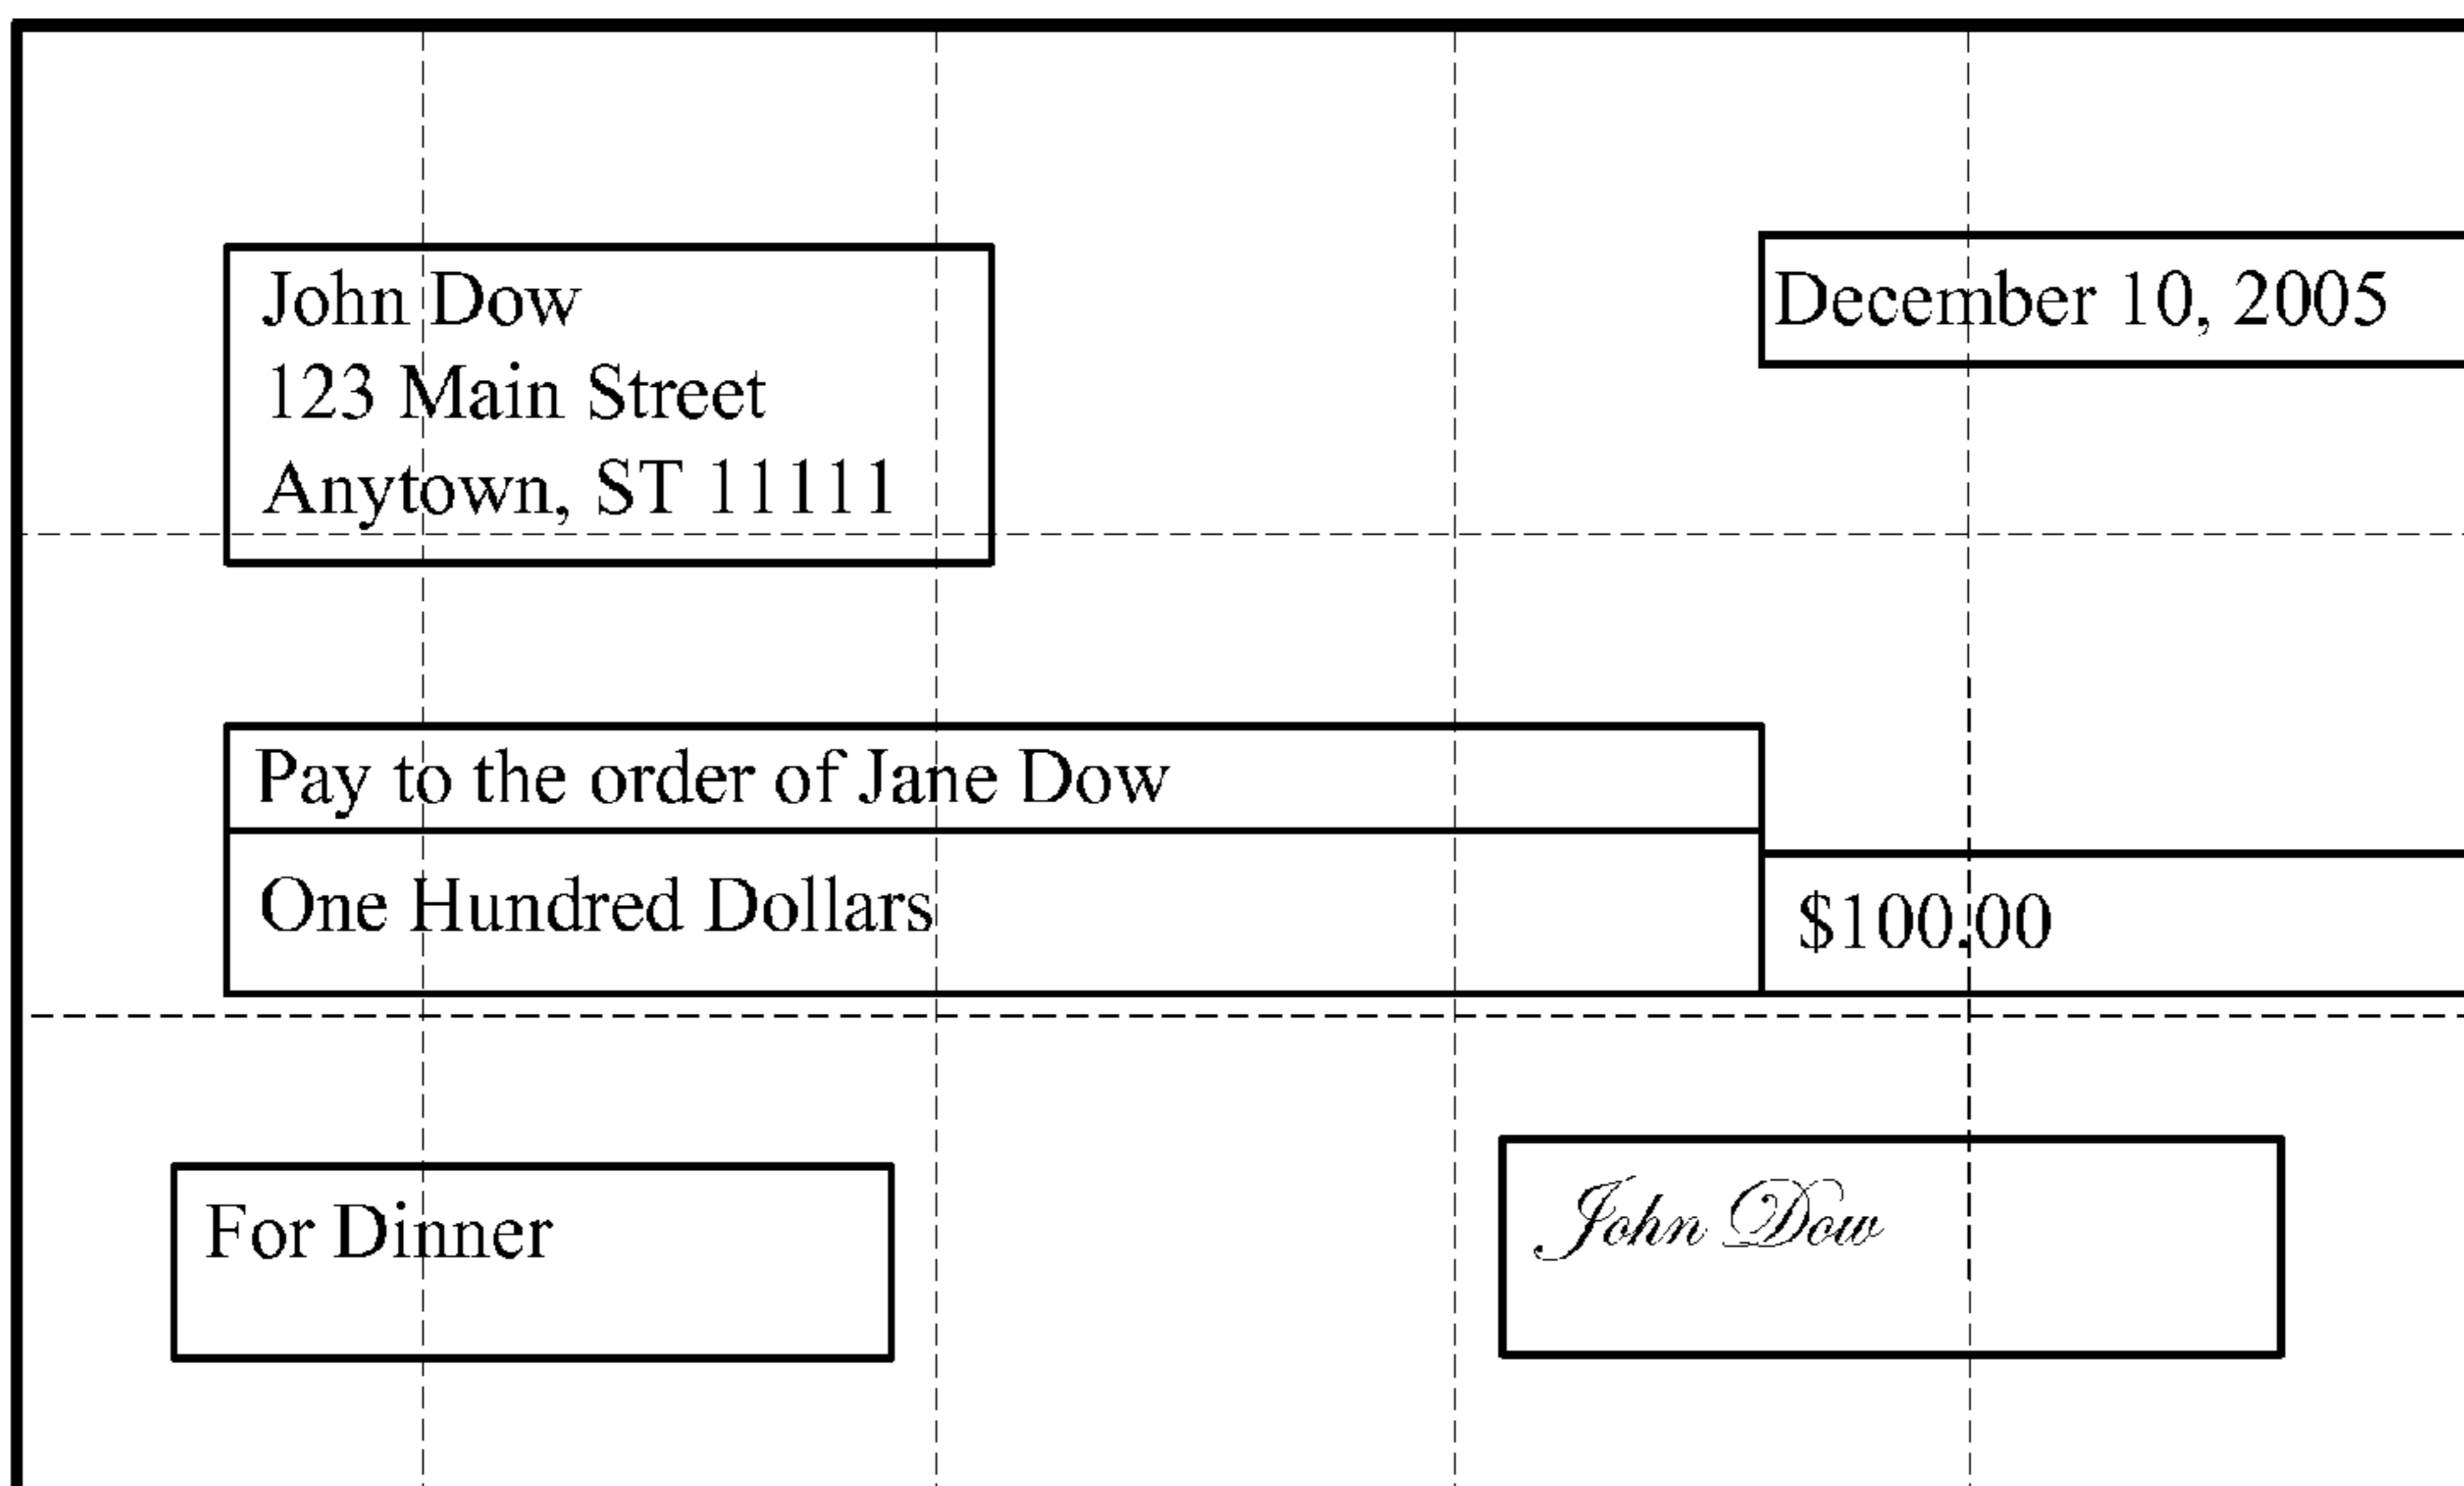 John Dow
123 Main Street
Anytown, ST 11111
December 10, 2005
Pay to the order of Jane Dow
One Hundred Dollars
$100.00
For Dinner
John Dow